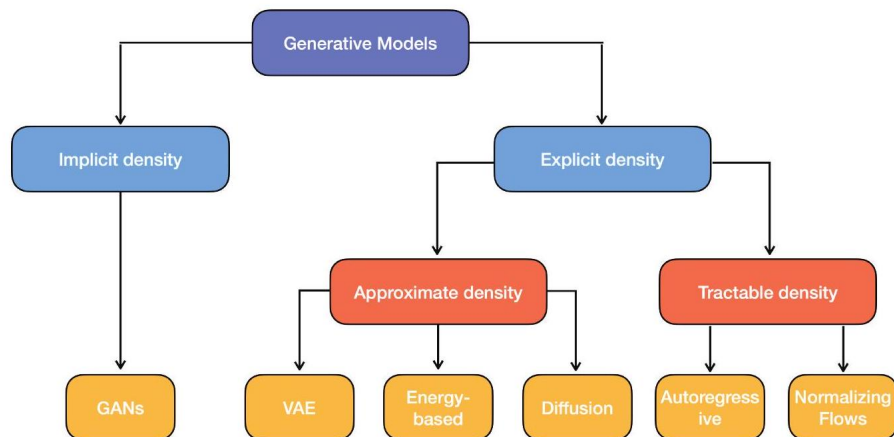 Generative Models
Implicit density
Explicit density
Approximate density
Tractable density
GANs
VAE
Energy-
based
Diffusion
Autoregress
ive
Normalizing
Flows